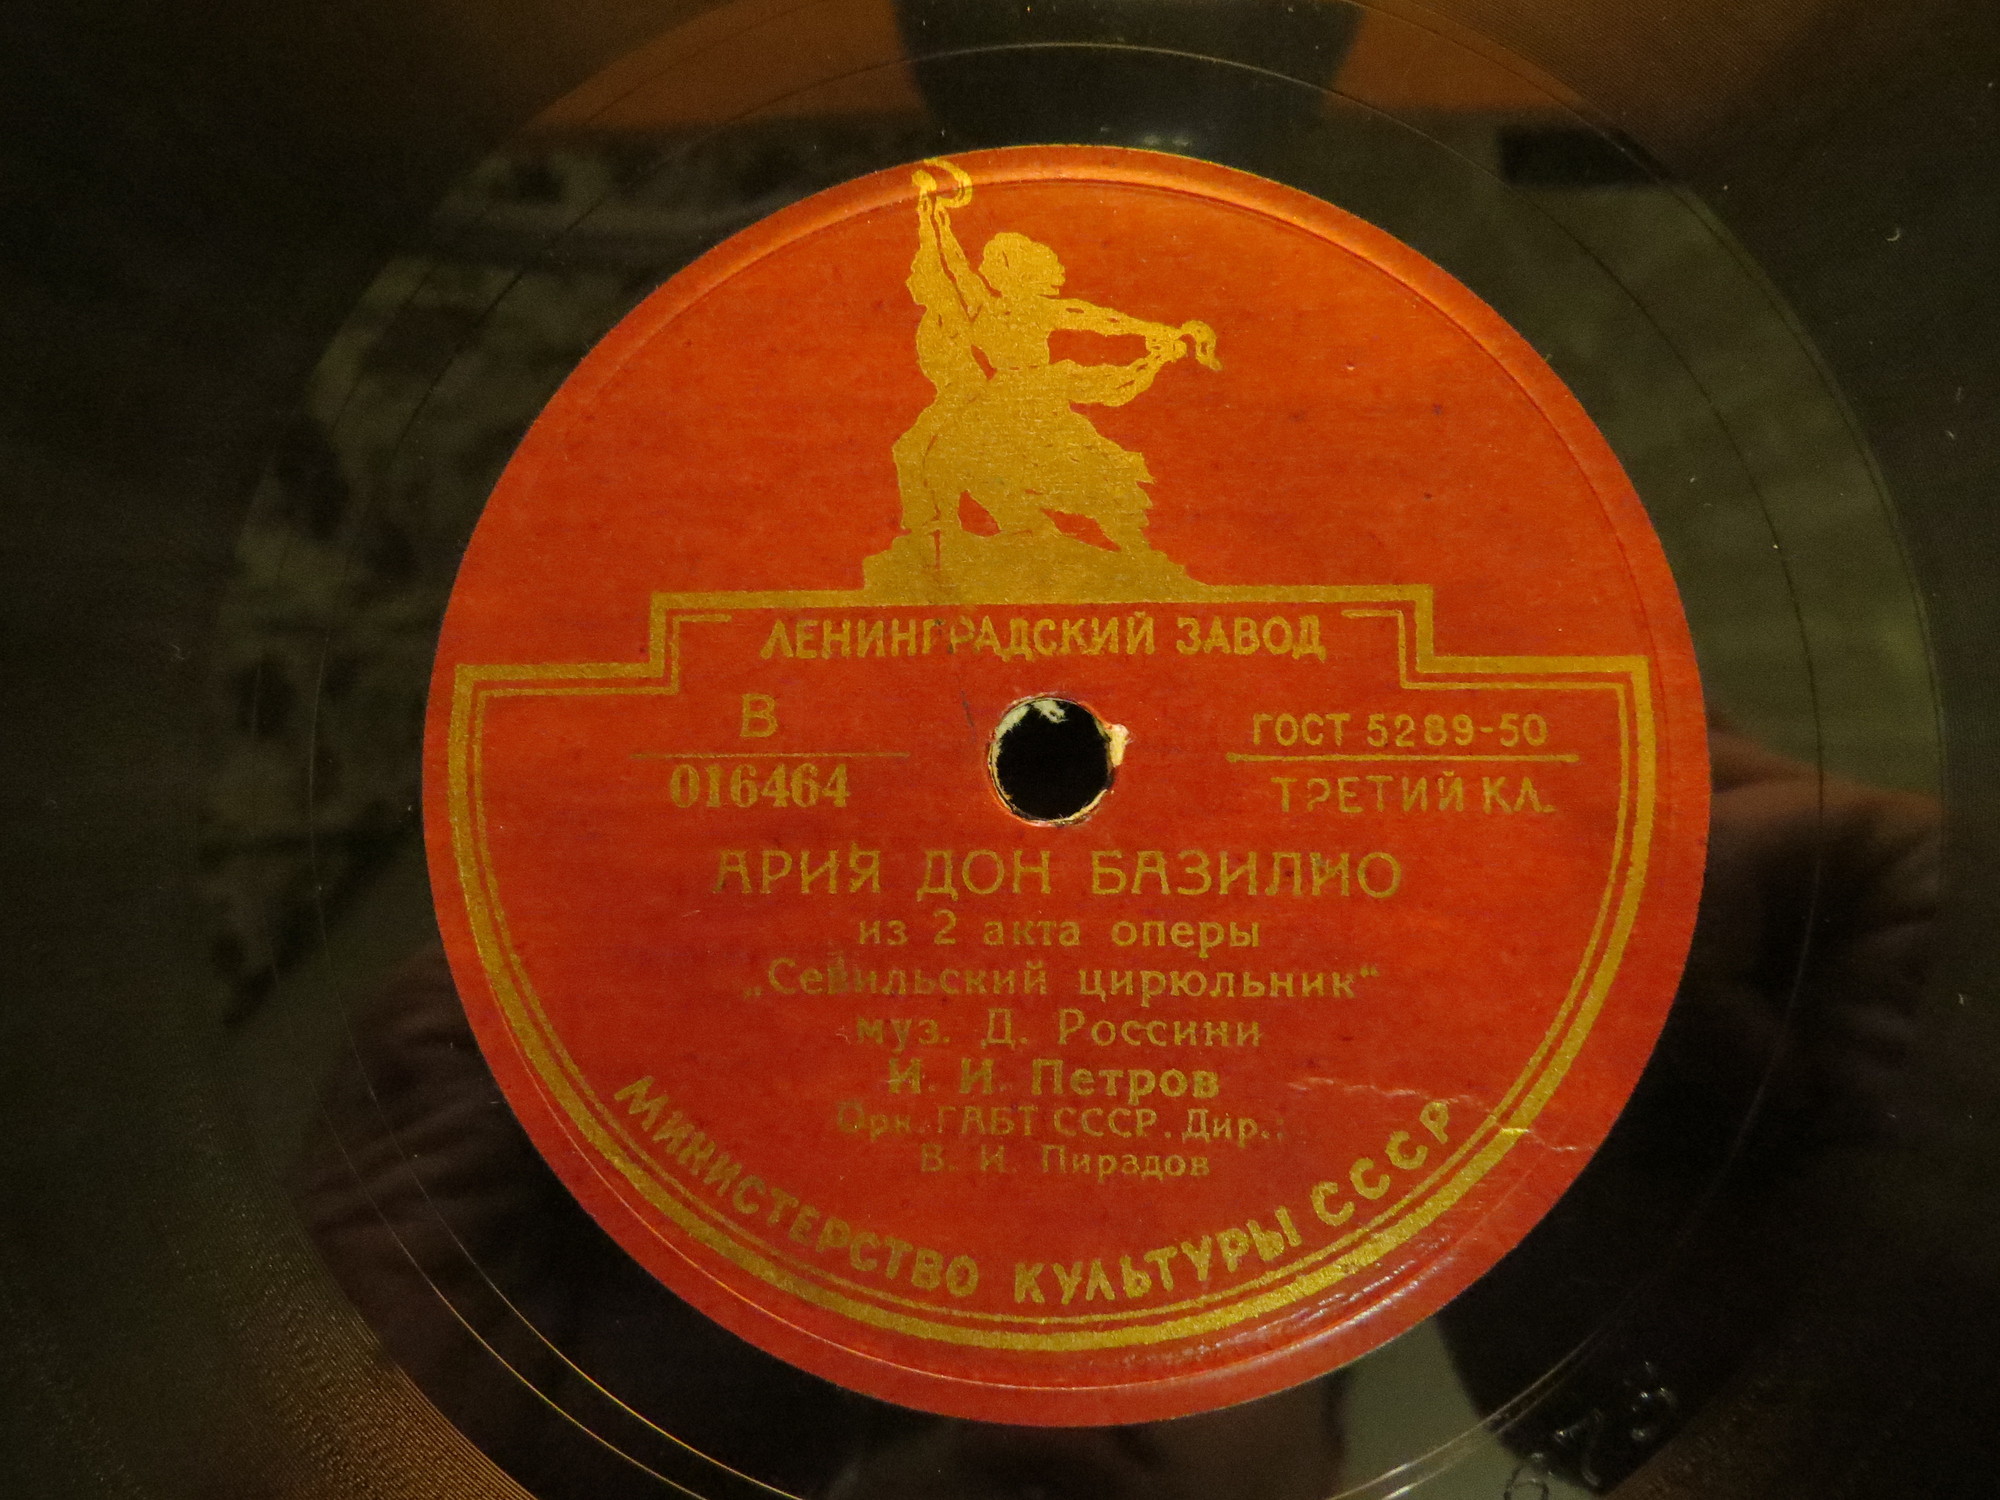 ЛЕНИНГРАДСКИЙ ЗАВОД
В
016464
ГОСТ 5289-50
ТРЕТИЙ КЛ.
АРИЯ ДОН БАЗИЛИО
из 2 акта оперы
„Севильский цирюльник“
муз. Д. Россини
И. И. Петров
Орк. ГАБТ СССР. Дир.:
В. И. Пирадов
МИНИСТЕРСТВО КУЛЬТУРЫ СССР